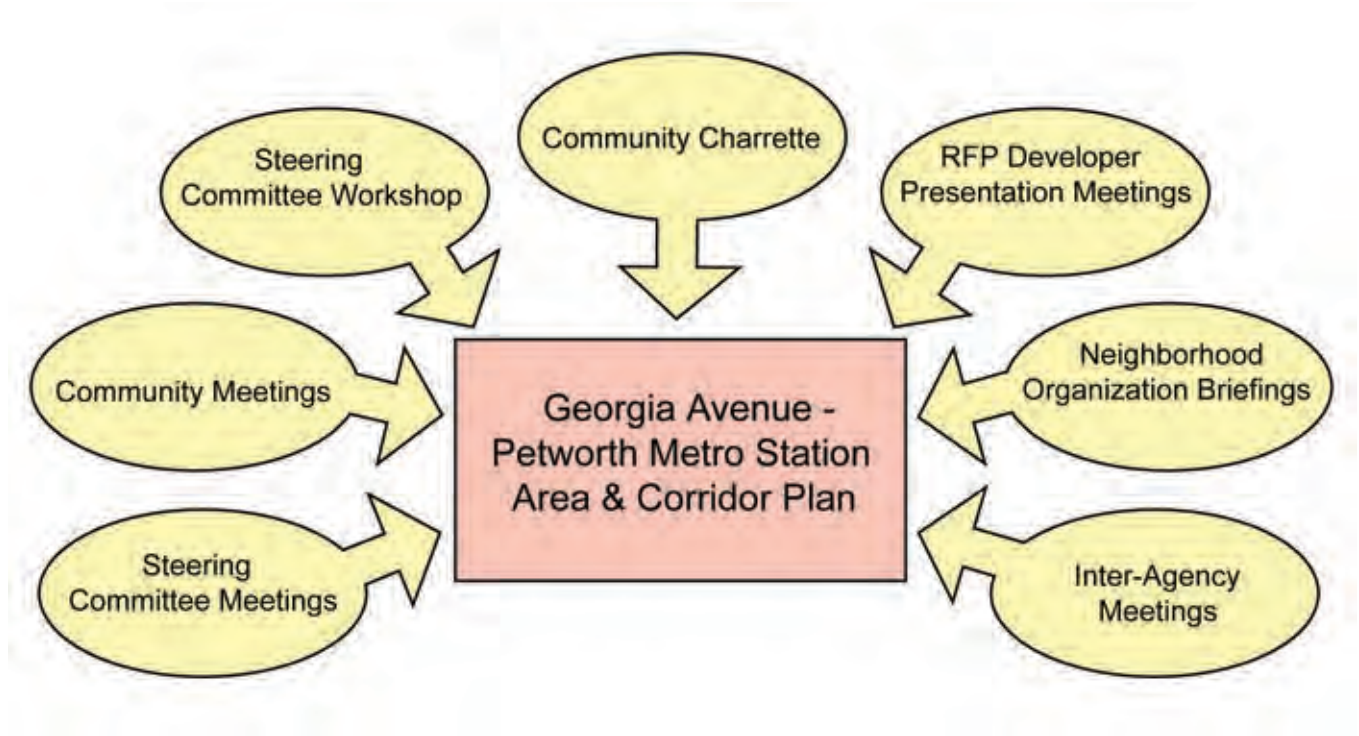 Community Charrette
Steering
Committee Workshop
RFP Developer
Presentation Meetings
Community Meetings
Neighborhood
Organization Briefings
Georgia Avenue -
Petworth Metro Station
Area & Corridor Plan
Steering
Committee Meetings
Inter-Agency
Meetings